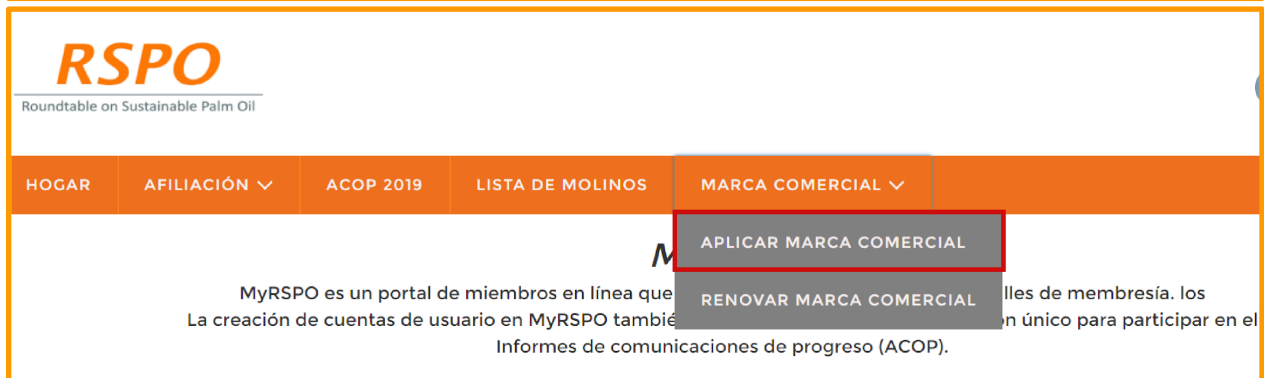 RSPO
Roundtable on Sustainable Palm Oil
HOGAR AFILIACIÓN ACOP 2019 LISTA DE MOLINOS MARCA COMERCIAL
APLICAR MARCA COMERCIAL
RENOVAR MARCA COMERCIAL
M
MyRSPO es un portal de miembros en línea que lles de membresía. los
La creación de cuentas de usuario en MyRSPO tambié n único para participar en el
Informes de comunicaciones de progreso (ACOP).